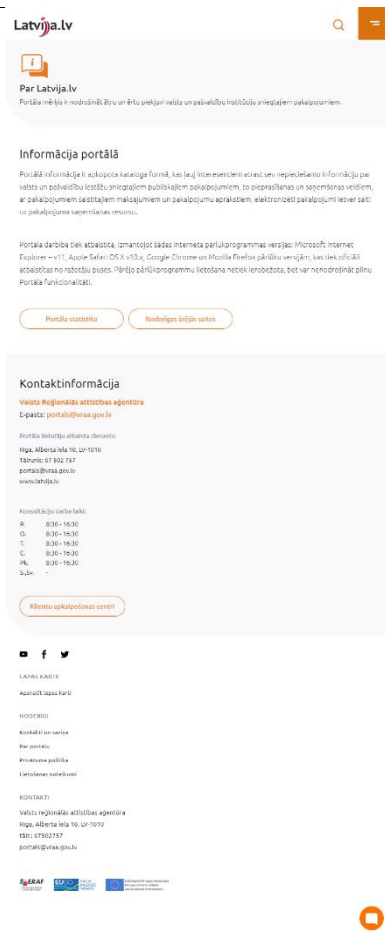 Latvija.lv
Par Latvija.lv
Portāla mērķis ir nodrošināt ātru un ērtu piekļuvi valsts un pašvaldību institūciju sniegtajiem pakalpojumiem.
Informācija portālā
Portālā informācija ir apkopota kataloga formā, kas ļauj interesentiem atrast sev nepieciešamo informāciju par
valsts un pašvaldību iestāžu sniegtajiem publiskajiem pakalpojumiem, to pieprasīšanas un saņemšanas veidiem,
ar pakalpojumiem saistītajiem maksājumiem un pakalpojumu aprakstiem, elektronizēti pakalpojumi ietver saiti
uz pakalpojuma saņemšanas resursu.
Portāla darbība tiek atbalstīta, izmantojot šādas interneta pārlūkprogrammas versijas: Microsoft Internet
Explorer – v11, Apple Safari OS X v10.x, Google Chrome un Mozilla Firefox pārlūku versijām, kas tiek oficiāli
atbalstītas no ražotāju puses. Pārējo pārlūkprogrammu lietošana netiek ierobežota, bet var nenodrošināt pilnu
Portāla funkcionalitāti.
Portāla statistika
Noderīgas ārējās saites
Kontaktinformācija
Valsts Reģionālās attīstības aģentūra
E-pasts: portals@vraa.gov.lv
Portāla lietotāju atbalsta dienests:
Rīga, Alberta iela 10, LV-1010
Tālrunis: 67 502 757
portals@vraa.gov.lv
www.latvija.lv
Konsultāciju darba laiki:
P. 8:30 - 16:30
O. 8:30 - 16:30
T. 8:30 - 16:30
C. 8:30 - 16:30
Pk. 8:30 - 16:30
S.,Sv. -
Klientu apkalpošanas centri
LAPAS KARTE
Apskatīt lapas karti
NODERĪGI
Kontakti un saziņa
Par portālu
Privātuma politika
Lietošanas noteikumi
KONTAKTI
Valsts reģionālās attīstības aģentūra
Rīga, Alberta iela 10, LV-1010
tālr.: 67502757
portals@vraa.gov.lv
ERAF
EUGO